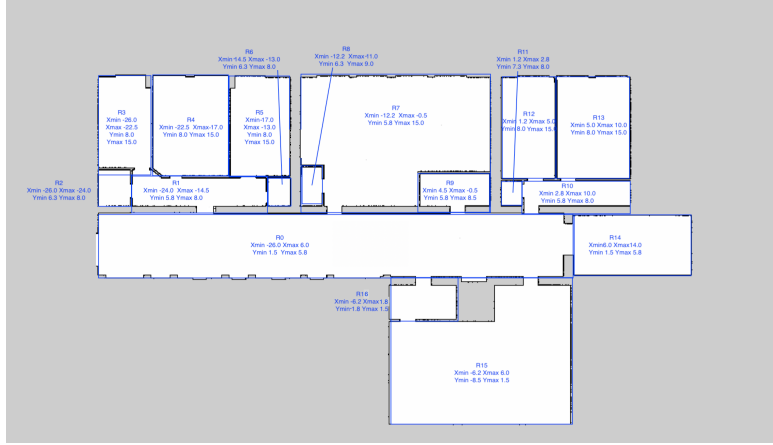 R6
Xmin -14.5 Xmax -13.0
Ymin 6.3 Ymax 8.0
R8
Xmin -12.2 Xmax -11.0
Ymin 6.3 Ymax 9.0
R11
Xmin 1.2 Xmax 2.8
Ymin 7.3 Ymax 8.0
R3
Xmin -26.0
Xmax -22.5
Ymin 8.0
Ymax 15.0
R4
Xmin -22.5 Xmax -17.0
Ymin 8.0 Ymax 15.0
R5
Xmin -17.0
Xmax -13.0
Ymin 8.0
Ymax 15.0
R7
Xmin -12.2 Xmax -0.5
Ymin 5.8 Ymax 15.0
R12
Xmin 1.2 Xmax 5.0
Ymin 8.0 Ymax 15.0
R13
Xmin 5.0 Xmax 10.0
Ymin 8.0 Ymax 15.0
R2
Xmin -26.0 Xmax -24.0
Ymin 6.3 Ymax 8.0
R1
Xmin -24.0 Xmax -14.5
Ymin 5.8 Ymax 8.0
R9
Xmin 4.5 Xmax -0.5
Ymin 5.8 Ymax 8.5
R10
Xmin 2.8 Xmax 10.0
Ymin 5.8 Ymax 8.0
R0
Xmin -26.0 Xmax 6.0
Ymin 1.5 Ymax 5.8
R14
Xmin6.0 Xmax14.0
Ymin 1.5 Ymax 5.8
R16
Xmin -6.2 Xmax1.8
Ymin-1.8 Ymax 1.5
R15
Xmin -6.2 Xmax 6.0
Ymin -8.5 Ymax 1.5